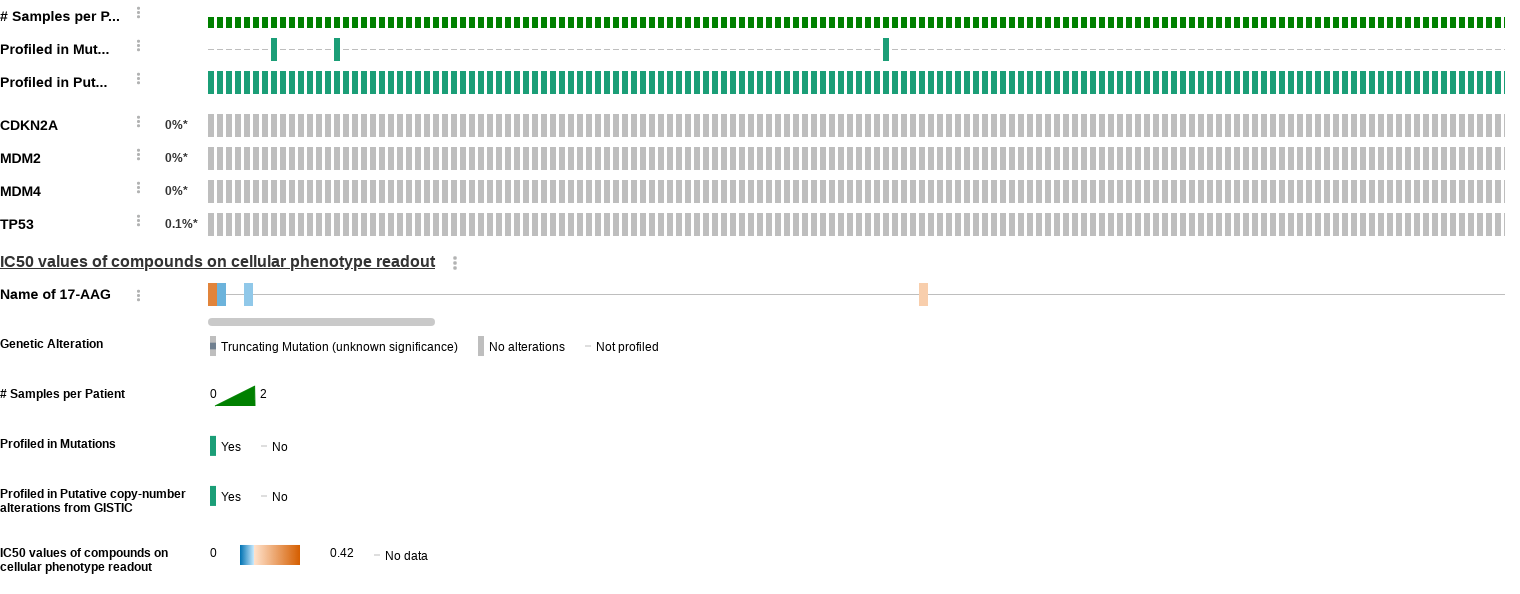 # Samples per P...
Profiled in Mut...
Profiled in Put...
CDKN2A 0%*
MDM2 0%*
MDM4 0%*
TP53 0.1%*
IC50 values of compounds on cellular phenotype readout
Name of 17-AAG
Genetic Alteration Truncating Mutation (unknown significance) No alterations Not profiled
# Samples per Patient 0 2
Profiled in Mutations Yes No
Profiled in Putative copy-number Yes No
alterations from GISTIC
IC50 values of compounds on 0 0.42 No data
cellular phenotype readout